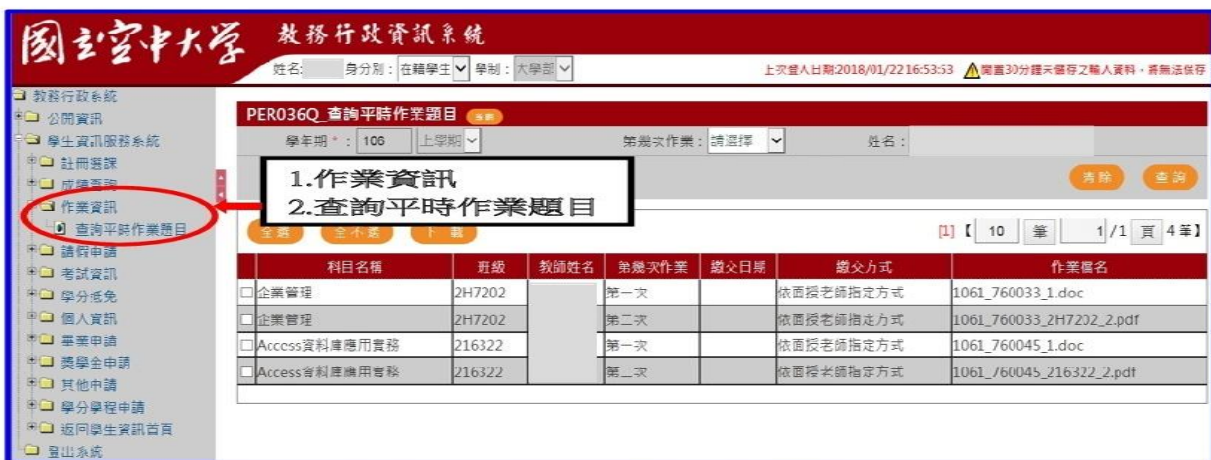 國立空中大學 教務行政資訊系統
姓名: 身分別：在籍學生 學制：大學部 上次登入日期:2018/01/22 16:53:53 閒置30分鐘未儲存之輸入資料，將無法保存
教務行政系統
公開資訊
學生資訊服務系統
註冊選課
成績查詢
作業資訊
查詢平時作業題目
請假申請
考試資訊
學分抵免
個人資訊
畢業申請
獎學金申請
其他申請
學分學程申請
返回學生資訊首頁
登出系統
PER036Q_查詢平時作業題目
學年期*：106 上學期 第幾次作業：請選擇 姓名：
清除 查詢
1.作業資訊
2.查詢平時作業題目
全選 全不選 下載 [1]【 10 筆 1 /1 頁 4筆】
科目名稱 班級 教師姓名 第幾次作業 繳交日期 繳交方式 作業檔名
企業管理 2H7202 第一次 依面授老師指定方式 1061_760033_1.doc
企業管理 2H7202 第二次 依面授老師指定方式 1061_760033_2H7202_2.pdf
Access資料庫應用實務 216322 第一次 依面授老師指定方式 1061_760045_1.doc
Access資料庫應用實務 216322 第二次 依面授老師指定方式 1061_760045_216322_2.pdf